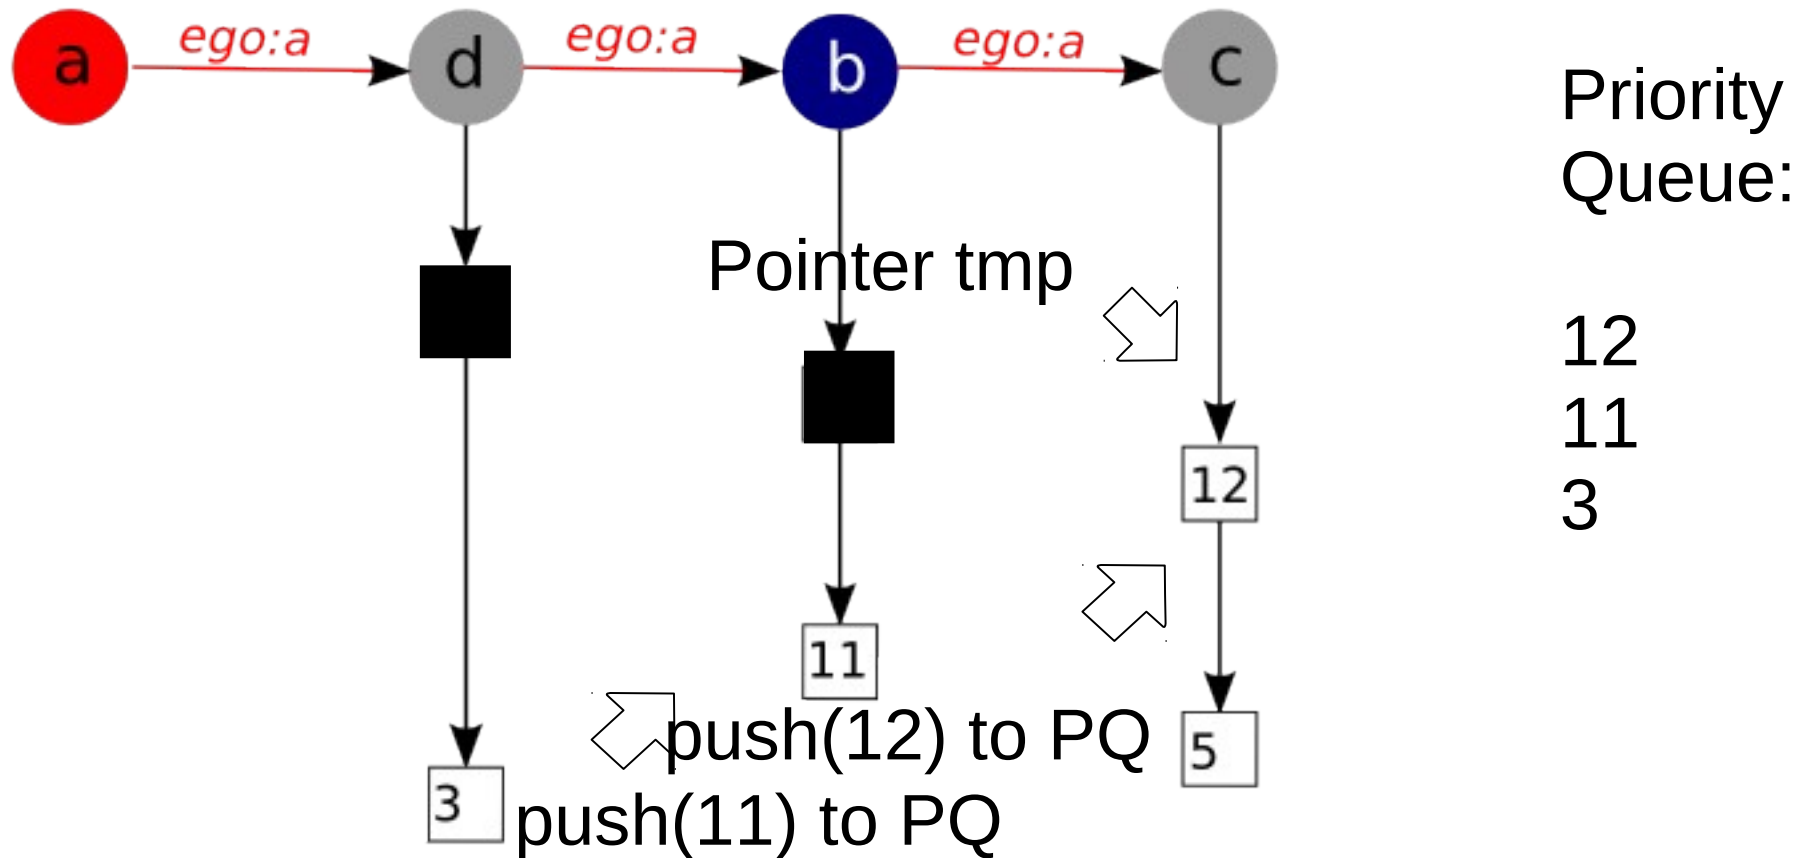 a
ego:a
d
ego:a
b
ego:a
c
Priority
Queue:
Pointer tmp
12
11
3
12
11
push(12) to PQ
5
3
push(11) to PQ